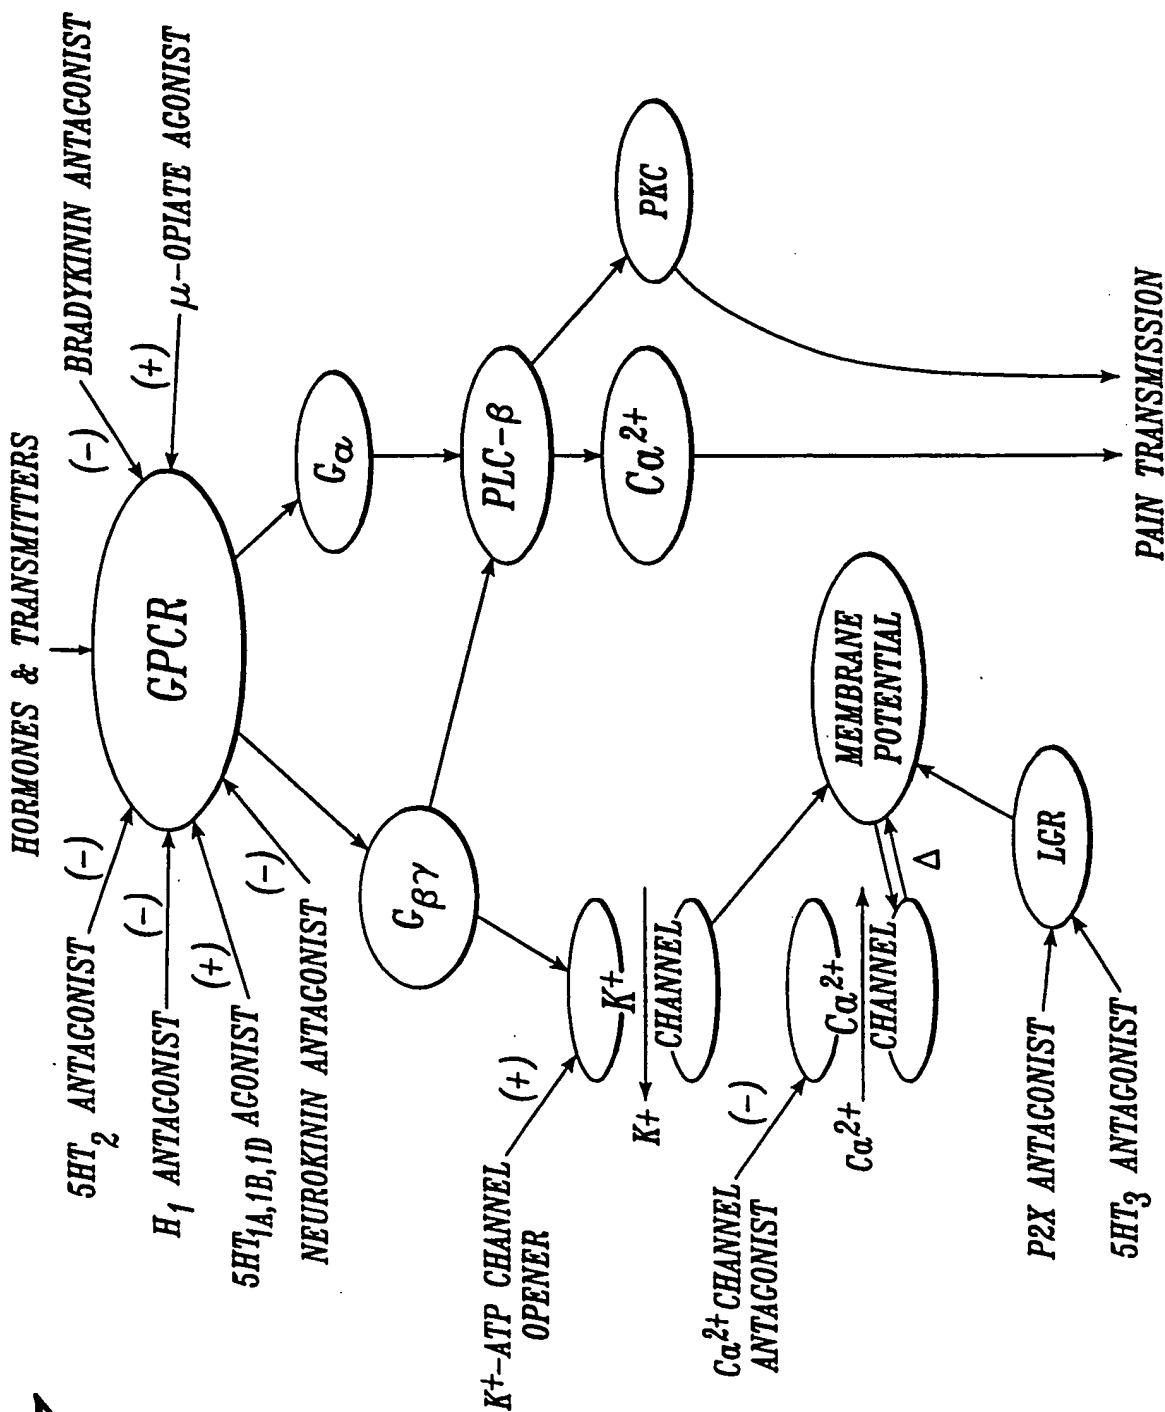 HORMONES & TRANSMITTERS
5HT2 ANTAGONIST
(-)
H1 ANTAGONIST
(-)
5HT1A,1B,1D AGONIST
(+)
NEUROKININ ANTAGONIST
(-)
GPCR
(-)
BRADYKININ ANTAGONIST
(+)
μ-OPIATE AGONIST
Gα
Gβγ
PLC-β
PKC
Ca2+
K+-ATP CHANNEL
OPENER
(+)
K+
CHANNEL
K+
Ca2+ CHANNEL
ANTAGONIST
(-)
Ca2+
CHANNEL
Ca2+
Δ
MEMBRANE
POTENTIAL
LGR
P2X ANTAGONIST
5HT3 ANTAGONIST
PAIN TRANSMISSION